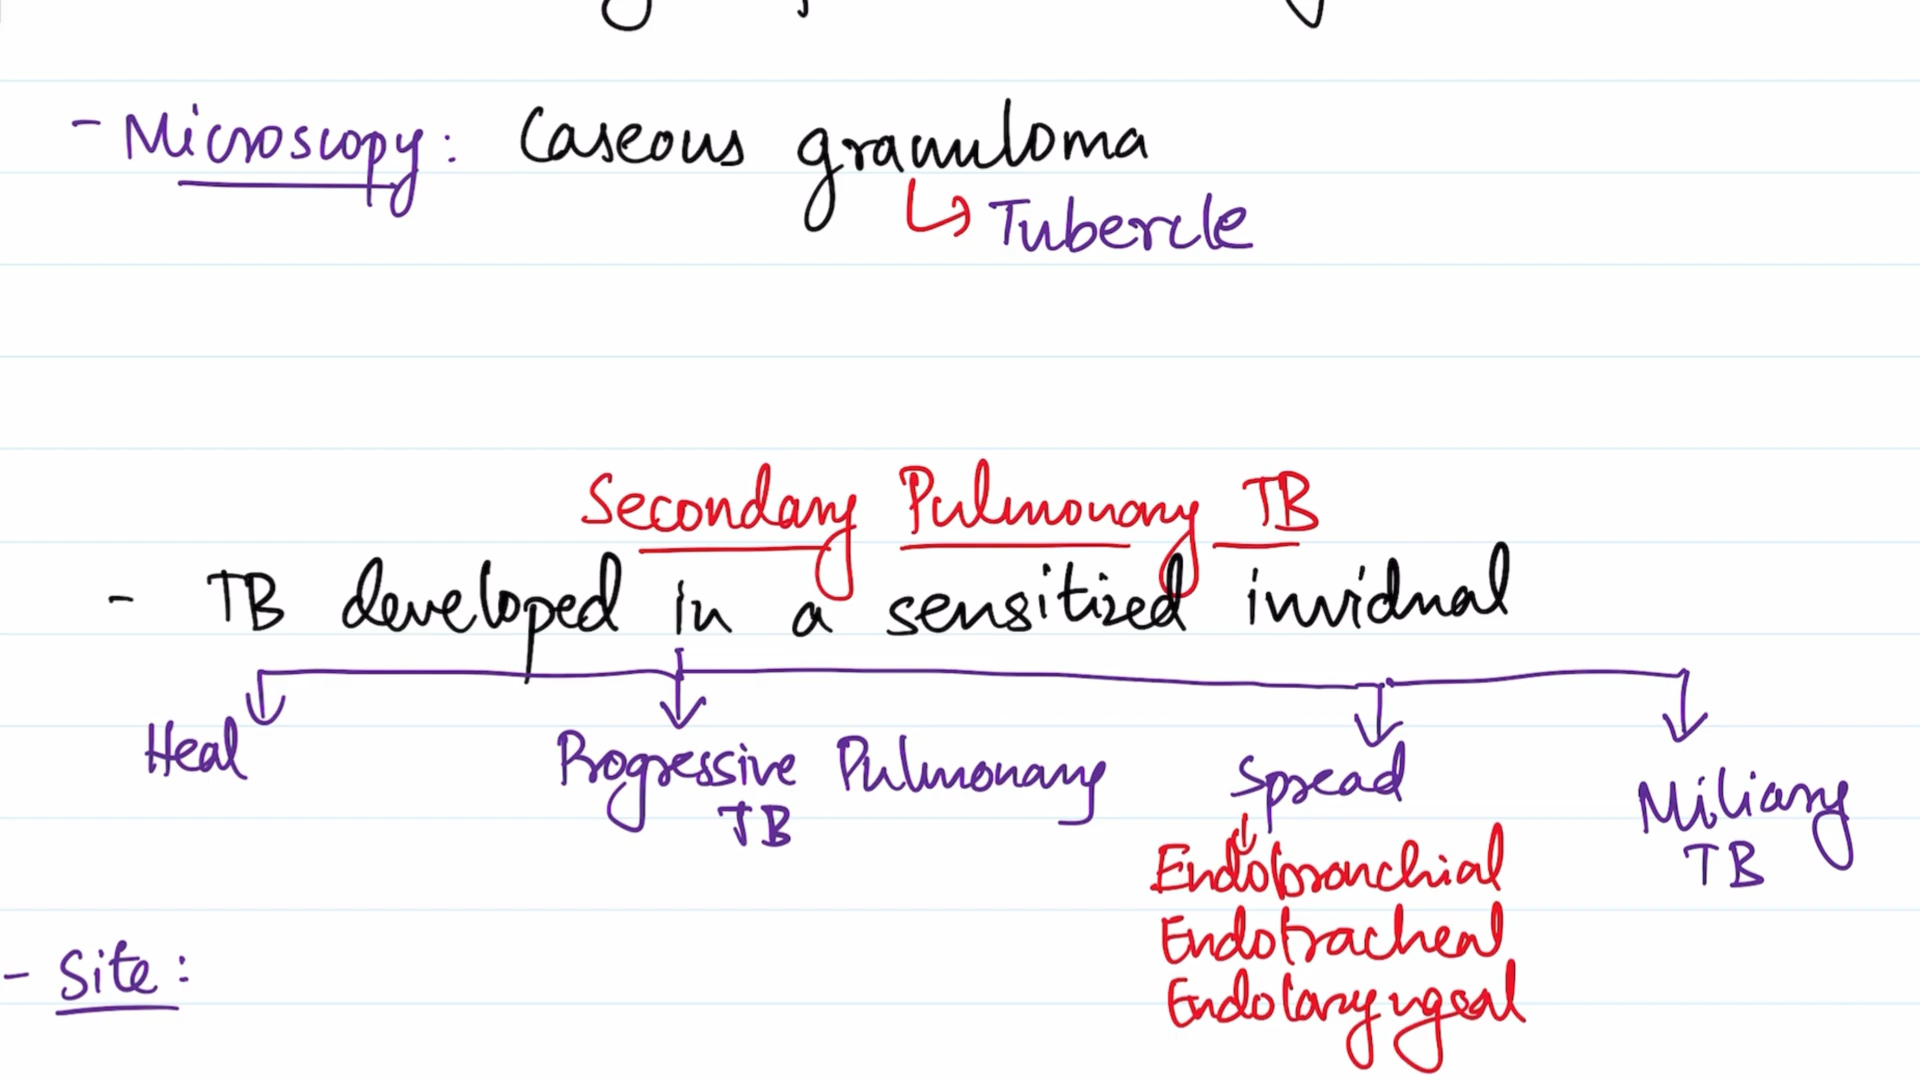 - Microscopy: Caseous granuloma
↳ Tubercle
Secondary Pulmonary TB
- TB developed in a sensitized invidual
Heal
Progressive Pulmonary
TB
Spread
Miliary
TB
Endobronchial
Endotracheal
Endolaryngeal
- Site: